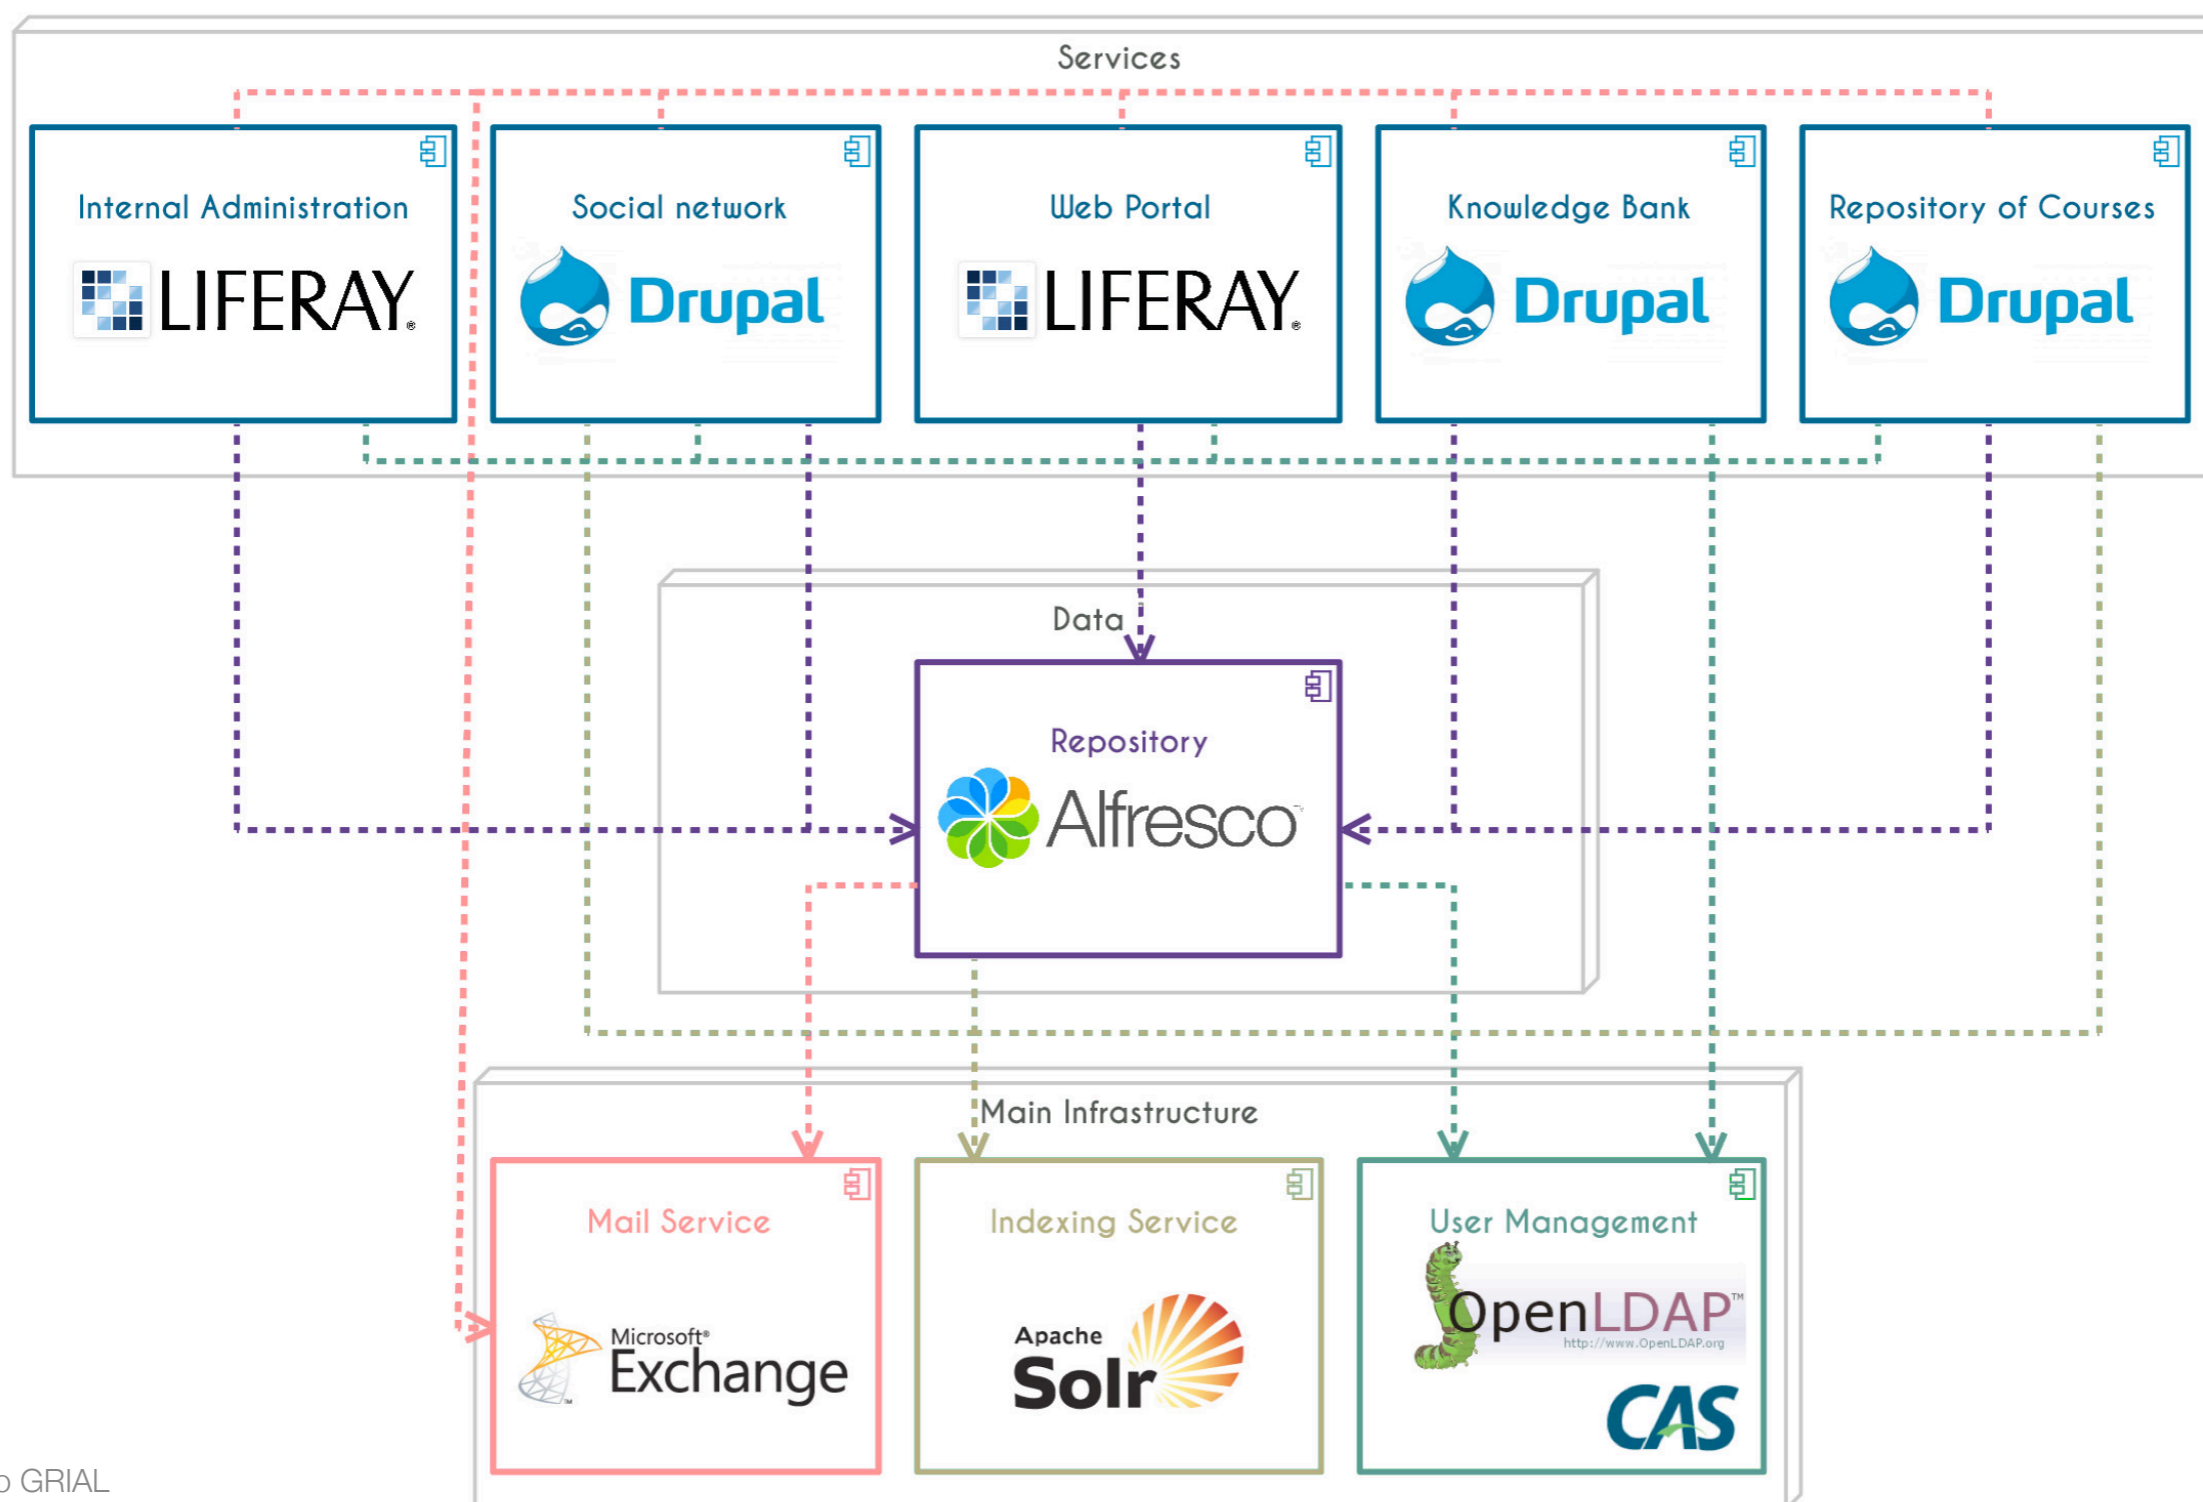 Services
Internal Administration
LIFERAY®
Social network
Drupal
Web Portal
LIFERAY®
Knowledge Bank
Drupal
Repository of Courses
Drupal
Data
Repository
Alfresco
Main Infrastructure
Mail Service
Microsoft®
Exchange
Indexing Service
Apache
Solr
User Management
OpenLDAP™
http://www.OpenLDAP.org
CAS
GRIAL